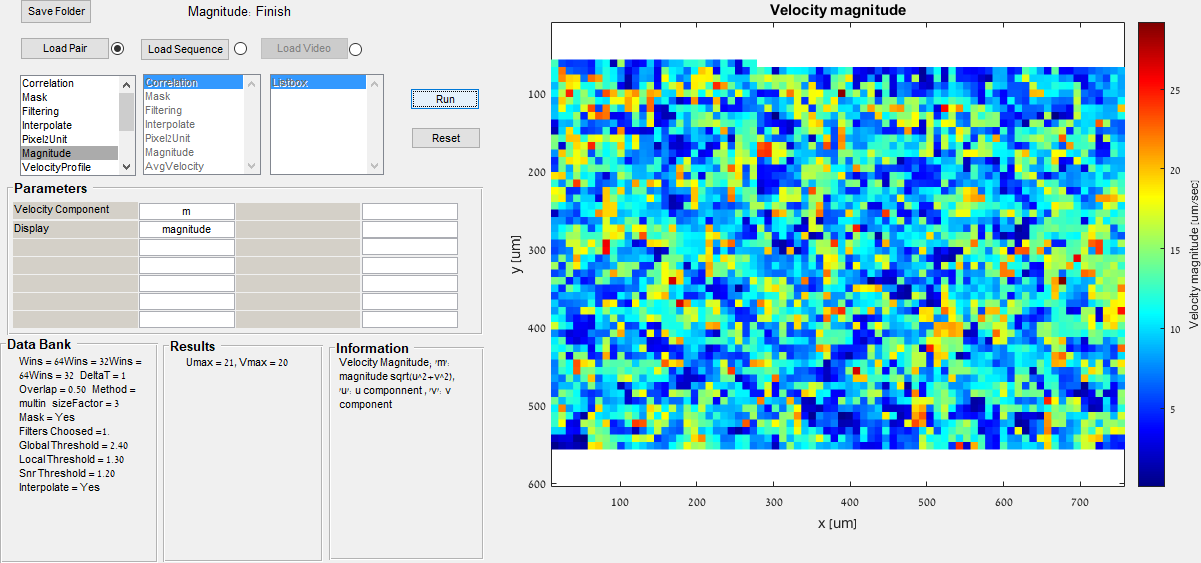 Save Folder
Magnitude: Finish
Load Pair
Load Sequence
Load Video
Correlation
Mask
Filtering
Interpolate
Pixel2Unit
Magnitude
VelocityProfile
Correlation
Mask
Filtering
Interpolate
Pixel2Unit
Magnitude
AvgVelocity
Listbox
Run
Reset
Parameters
Velocity Component
m
Display
magnitude
Data Bank
Wins = 64Wins = 32Wins =
64Wins = 32 DeltaT = 1
Overlap = 0.50 Method =
multin sizeFactor = 3
Mask = Yes
Filters Choosed =1.
Global Threshold = 2.40
Local Threshold = 1.30
Snr Threshold = 1.20
Interpolate = Yes
Results
Umax = 21, Vmax = 20
Information
Velocity Magnitude, 'm':
magnitude sqrt(u^2+v^2),
'u': u componnent , 'v': v
component
Velocity magnitude
100
200
300
400
500
600
y [um]
100
200
300
400
500
600
700
x [um]
25
20
15
10
5
Velocity magnitude [um/sec]